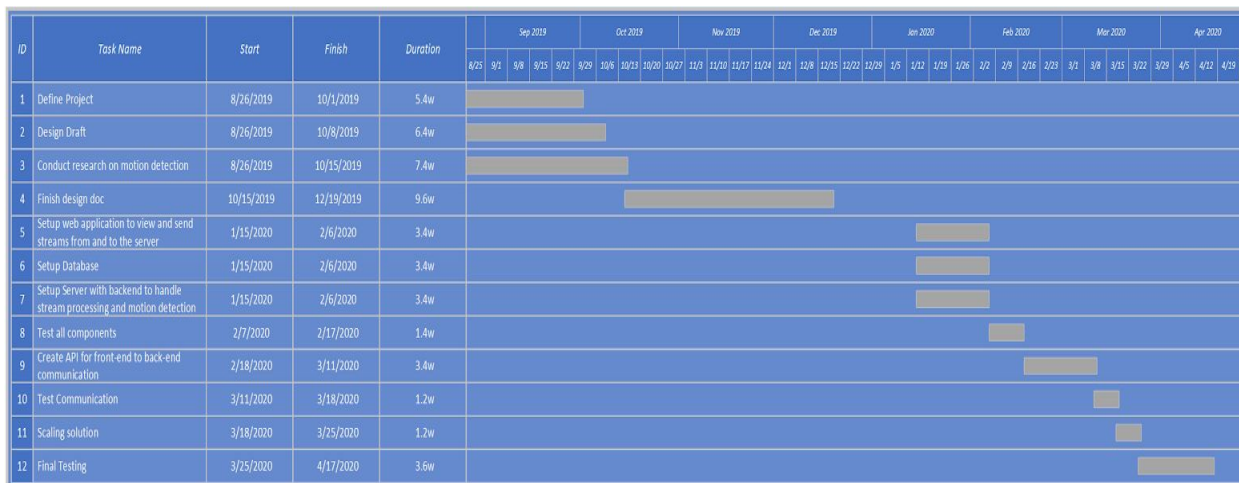 ID Task Name Start Finish Duration Sep 2019 Oct 2019 Nov 2019 Dec 2019 Jan 2020 Feb 2020 Mar 2020 Apr 2020
8/25 9/1 9/8 9/15 9/22 9/29 10/6 10/13 10/20 10/27 11/3 11/10 11/17 11/24 12/1 12/8 12/15 12/22 12/29 1/5 1/12 1/19 1/26 2/2 2/9 2/16 2/23 3/1 3/8 3/15 3/22 3/29 4/5 4/12 4/19
1 Define Project 8/26/2019 10/1/2019 5.4w
2 Design Draft 8/26/2019 10/8/2019 6.4w
3 Conduct research on motion detection 8/26/2019 10/15/2019 7.4w
4 Finish design doc 10/15/2019 12/19/2019 9.6w
5 Setup web application to view and send
streams from and to the server 1/15/2020 2/6/2020 3.4w
6 Setup Database 1/15/2020 2/6/2020 3.4w
7 Setup Server with backend to handle
stream processing and motion detection 1/15/2020 2/6/2020 3.4w
8 Test all components 2/7/2020 2/17/2020 1.4w
9 Create API for front-end to back-end
communication 2/18/2020 3/11/2020 3.4w
10 Test Communication 3/11/2020 3/18/2020 1.2w
11 Scaling solution 3/18/2020 3/25/2020 1.2w
12 Final Testing 3/25/2020 4/17/2020 3.6w